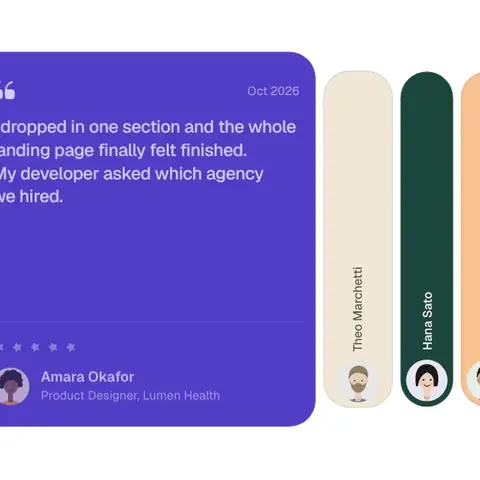 “
Oct 2026
dropped in one section and the whole
anding page finally felt finished.
My developer asked which agency
we hired.
Amara Okafor
Product Designer, Lumen Health
Theo Marchetti
Hana Sato